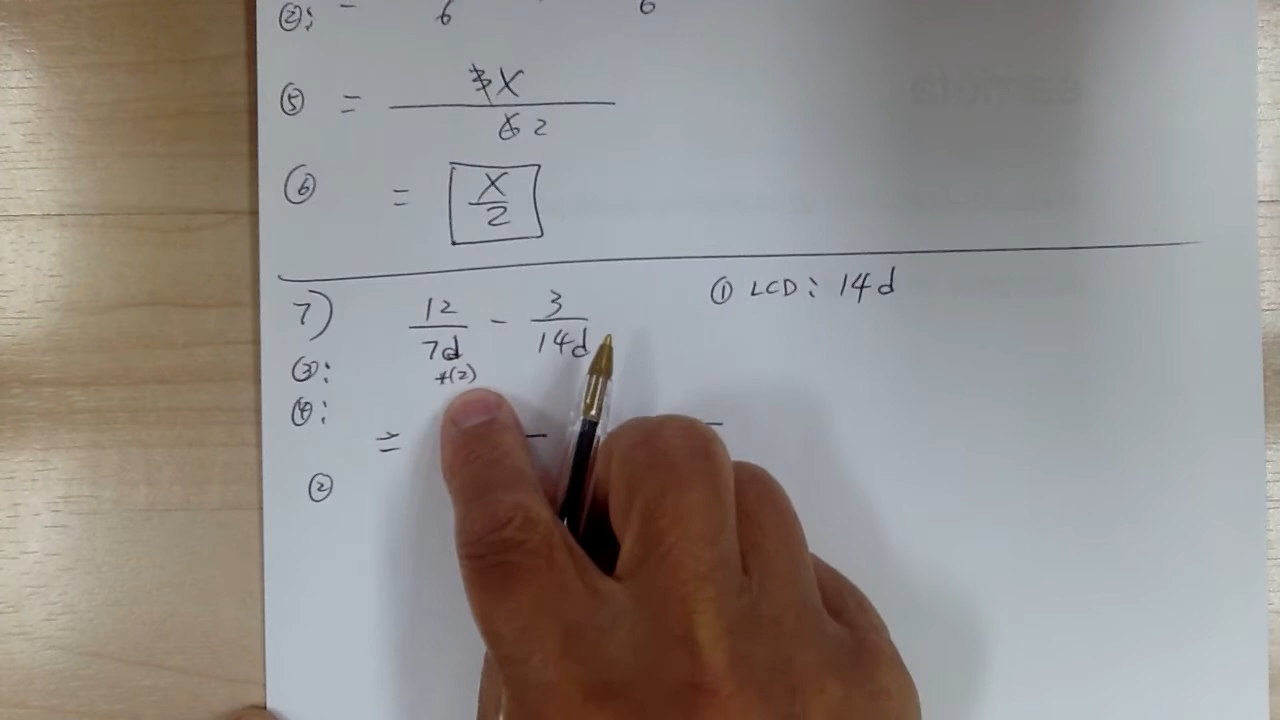 ②: - 6 6
⑤ = 3x / 6 2
⑥ = x/2
7) 12/7d - 3/14d ① LCD: 14d
③: *(2)
④:
= -
②